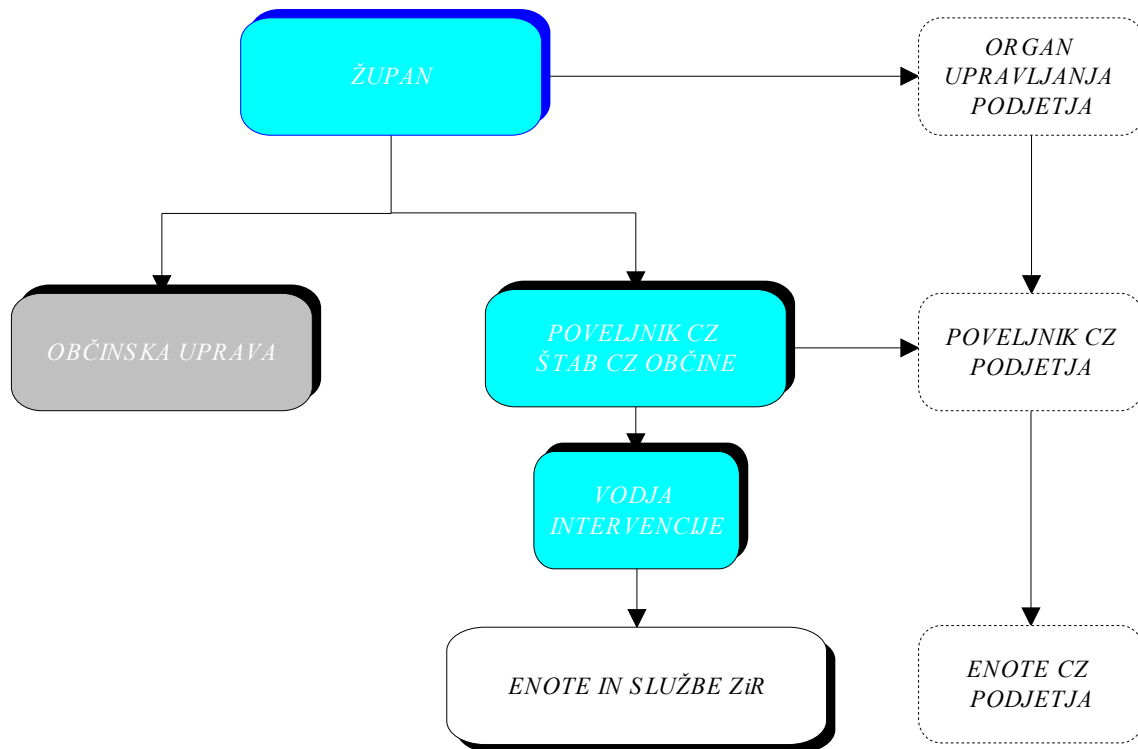 ŽUPAN
ORGAN
UPRAVLJANJA
PODJETJA
OBČINSKA UPRAVA
POVELJNIK CZ
ŠTAB CZ OBČINE
POVELJNIK CZ
PODJETJA
VODJA
INTERVENCIJE
ENOTE IN SLUŽBE ZiR
ENOTE CZ
PODJETJA